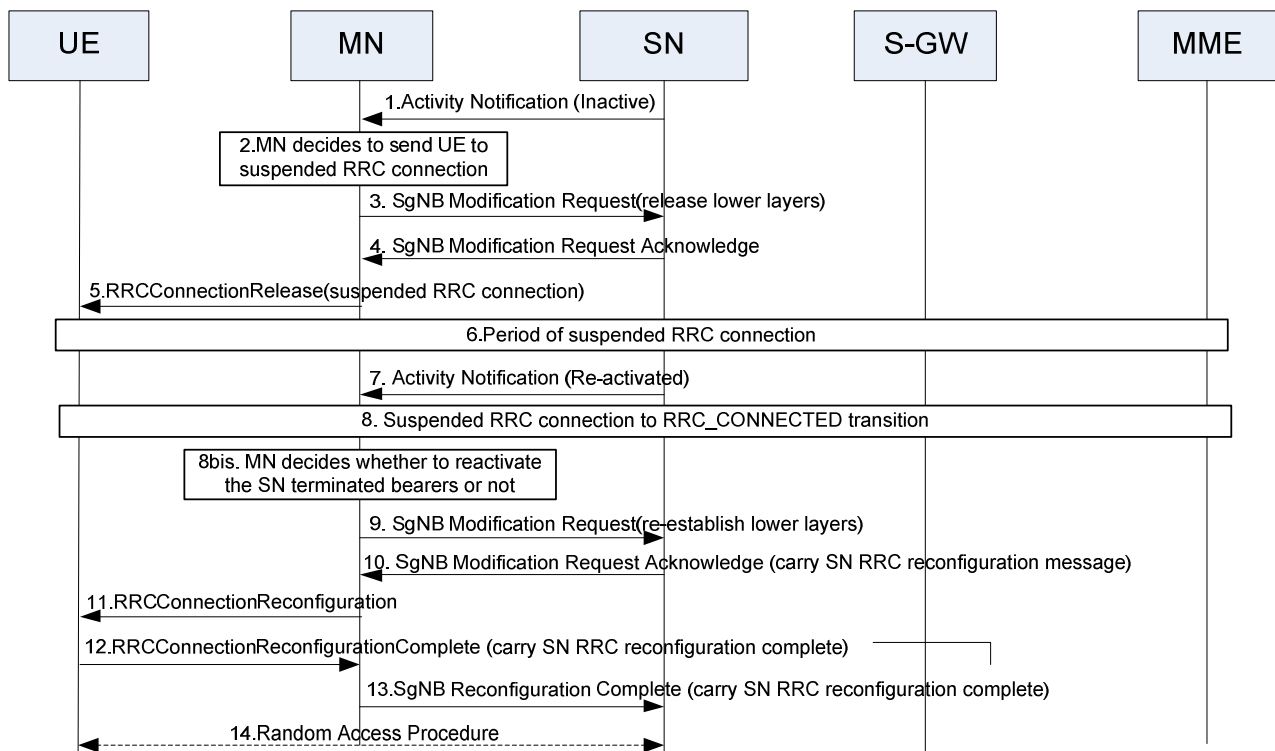 UE
MN
SN
S-GW
MME
1.Activity Notification (Inactive)
2.MN decides to send UE to
suspended RRC connection
3. SgNB Modification Request(release lower layers)
4. SgNB Modification Request Acknowledge
5.RRCConnectionRelease(suspended RRC connection)
6.Period of suspended RRC connection
7. Activity Notification (Re-activated)
8. Suspended RRC connection to RRC_CONNECTED transition
8bis. MN decides whether to reactivate
the SN terminated bearers or not
9. SgNB Modification Request(re-establish lower layers)
10. SgNB Modification Request Acknowledge (carry SN RRC reconfiguration message)
11.RRCConnectionReconfiguration
12.RRCConnectionReconfigurationComplete (carry SN RRC reconfiguration complete)
13.SgNB Reconfiguration Complete (carry SN RRC reconfiguration complete)
14.Random Access Procedure